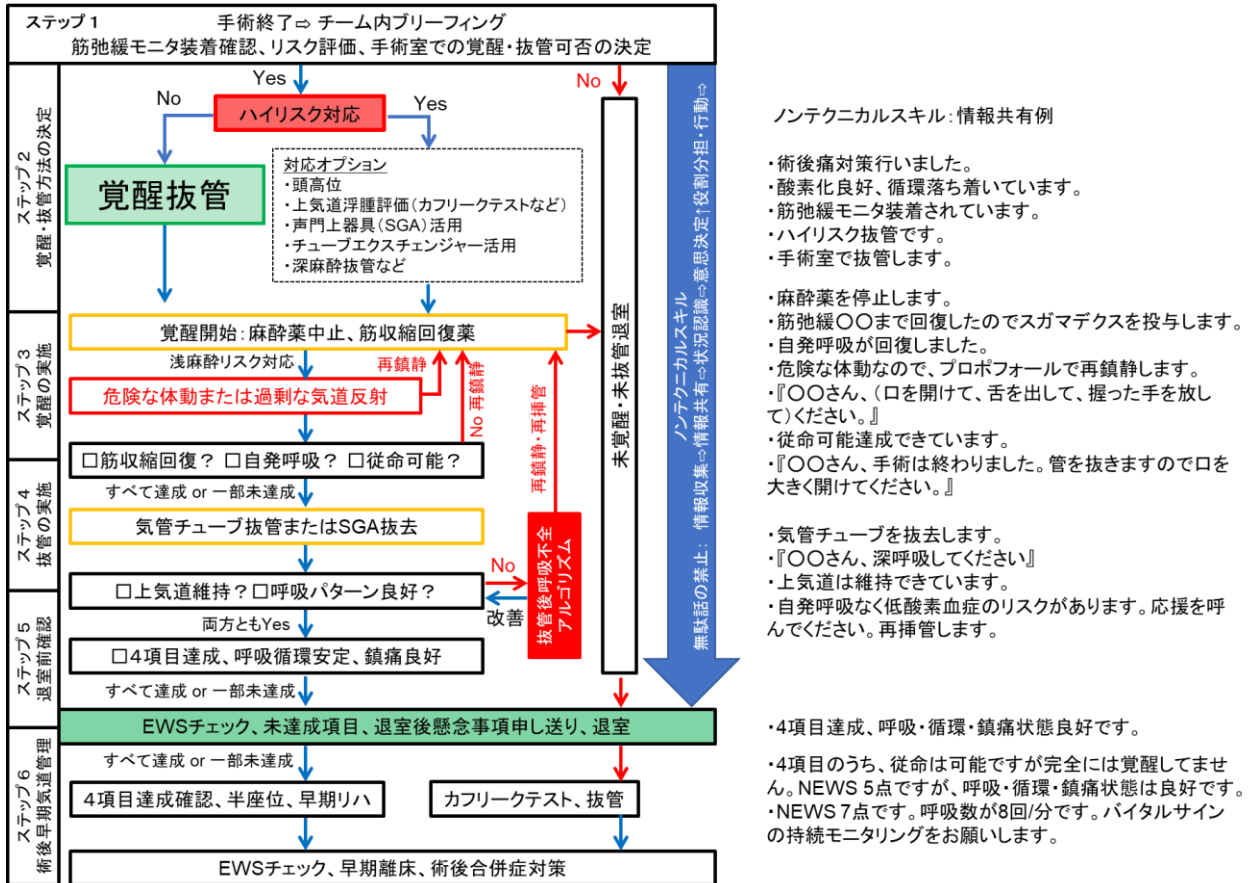 ステップ 1
手術終了⇨ チーム内ブリーフィング
筋弛緩モニタ装着確認、リスク評価、手術室での覚醒・抜管可否の決定
ステップ 2
覚醒・抜管方法の決定
Yes
No
No
ハイリスク対応
Yes
覚醒抜管
対応オプション
・頭高位
・上気道浮腫評価(カフリークテストなど)
・声門上器具(SGA)活用
・チューブエクスチェンジャー活用
・深麻酔抜管など
ステップ 3
覚醒の実施
覚醒開始:麻酔薬中止、筋収縮回復薬
浅麻酔リスク対応
再鎮静
危険な体動または過剰な気道反射
No 再鎮静
□筋収縮回復? □自発呼吸? □従命可能?
再鎮静・再挿管
ステップ 4
抜管の実施
すべて達成 or 一部未達成
気管チューブ抜管またはSGA抜去
□上気道維持?□呼吸パターン良好?
No
改善
抜管後呼吸不全
アルゴリズム
ステップ 5
退室前確認
両方ともYes
□4項目達成、呼吸循環安定、鎮痛良好
すべて達成 or 一部未達成
未覚醒・未抜管退室
ノンテクニカルスキル
無駄話の禁止: 情報収集⇨情報共有⇨状況認識⇨意思決定↑役割分担・行動⇨
EWSチェック、未達成項目、退室後懸念事項申し送り、退室
ステップ 6
術後早期気道管理
すべて達成 or 一部未達成
4項目達成確認、半座位、早期リハ
カフリークテスト、抜管
EWSチェック、早期離床、術後合併症対策
ノンテクニカルスキル:情報共有例
・術後痛対策行いました。
・酸素化良好、循環落ち着いています。
・筋弛緩モニタ装着されています。
・ハイリスク抜管です。
・手術室で抜管します。
・麻酔薬を停止します。
・筋弛緩〇〇まで回復したのでスガマデクスを投与します。
・自発呼吸が回復しました。
・危険な体動なので、プロポフォールで再鎮静します。
・『〇〇さん、(口を開けて、舌を出して、握った手を放し
て)ください。』
・従命可能達成できています。
・『〇〇さん、手術は終わりました。管を抜きますので口を
大きく開けてください。』
・気管チューブを抜去します。
・『〇〇さん、深呼吸してください』
・上気道は維持できています。
・自発呼吸なく低酸素血症のリスクがあります。応援を呼
んでください。再挿管します。
・4項目達成、呼吸・循環・鎮痛状態良好です。
・4項目のうち、従命は可能ですが完全には覚醒してませ
ん。NEWS 5点ですが、呼吸・循環・鎮痛状態は良好です。
・NEWS 7点です。呼吸数が8回/分です。バイタルサイン
の持続モニタリングをお願いします。